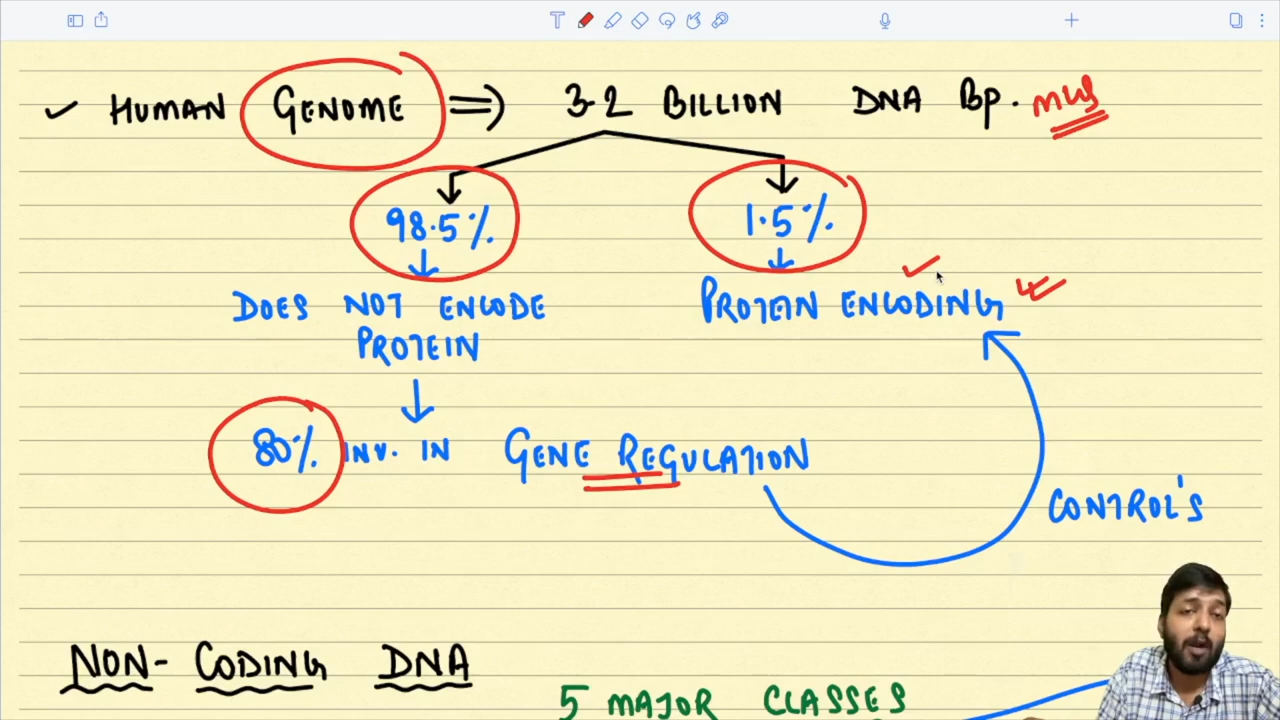 ✓ HUMAN GENOME ⇒ 3.2 BILLION DNA Bp.
98.5% 1.5%
DOES NOT ENCODE PROTEIN ENCODING
PROTEIN
80% INV. IN GENE REGULATION
CONTROL'S
NON-CODING DNA
5 MAJOR CLASSES